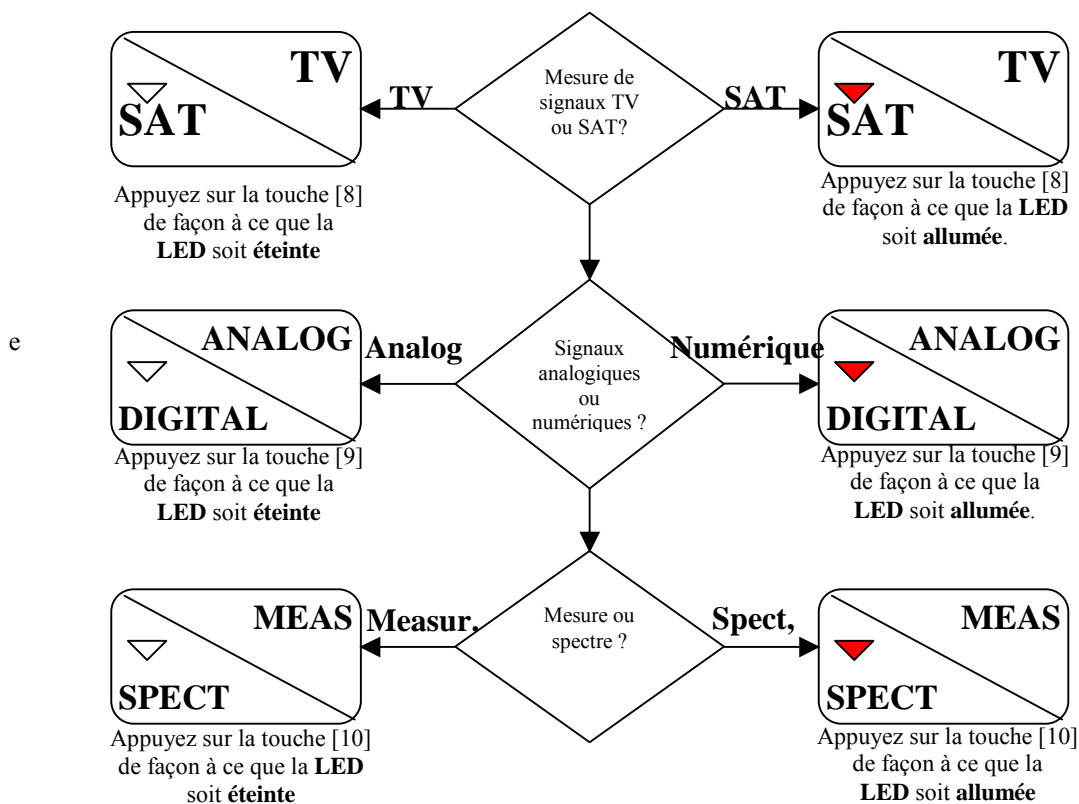 TV
SAT
TV
Mesure de
signaux TV
ou SAT?
SAT
TV
SAT
Appuyez sur la touche [8]
de façon à ce que la
LED soit éteinte
Appuyez sur la touche [8]
de façon à ce que la LED
soit allumée.
e
ANALOG
DIGITAL
Analog
Signaux
analogiques
ou
numériques ?
Numérique
ANALOG
DIGITAL
Appuyez sur la touche [9]
de façon à ce que la
LED soit éteinte
Appuyez sur la touche [9]
de façon à ce que la
LED soit allumée.
MEAS
SPECT
Measur.
Mesure ou
spectre ?
Spect,
MEAS
SPECT
Appuyez sur la touche [10]
de façon à ce que la LED
soit éteinte
Appuyez sur la touche [10]
de façon à ce que la
LED soit allumée